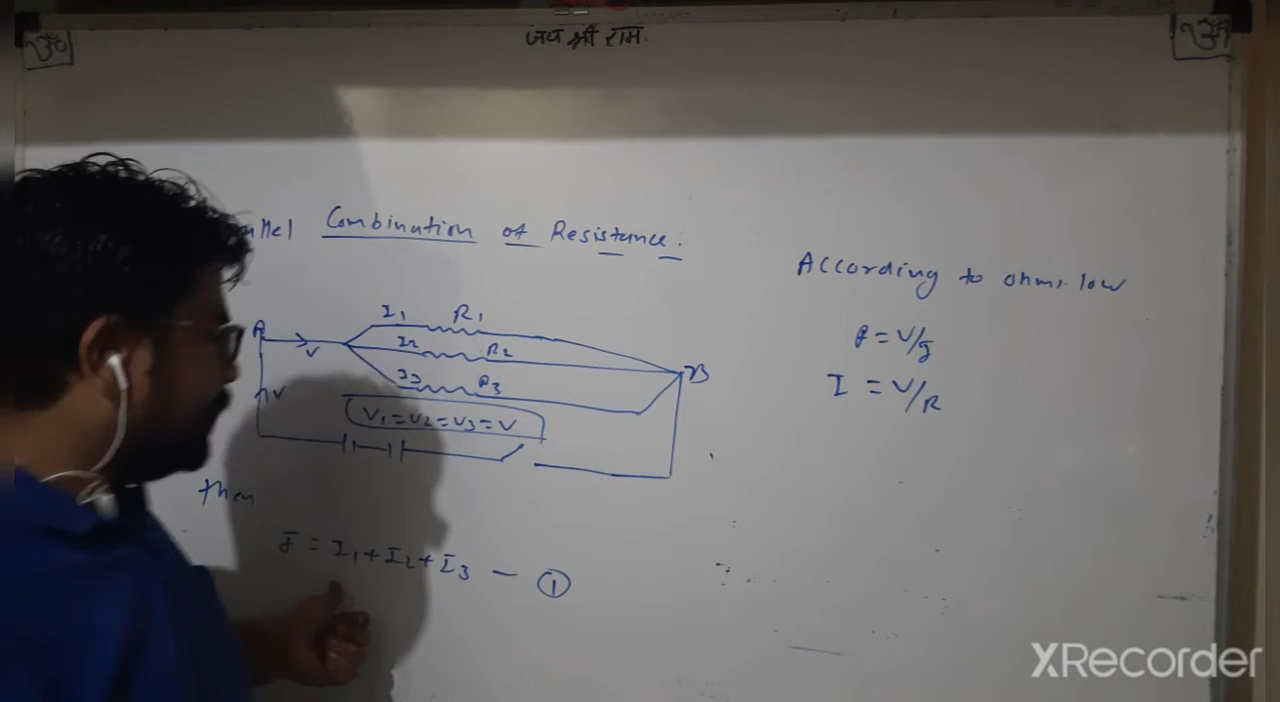 ॐ
जय श्री राम.
ॐ
Combination of Resistance:
According to ohms low
A
I1
R1
V
I2
R2
B
I3
R3
V
V1=V2=V3=V
I = V/R
then
I = I1+I2+I3 — ①
XRecorder